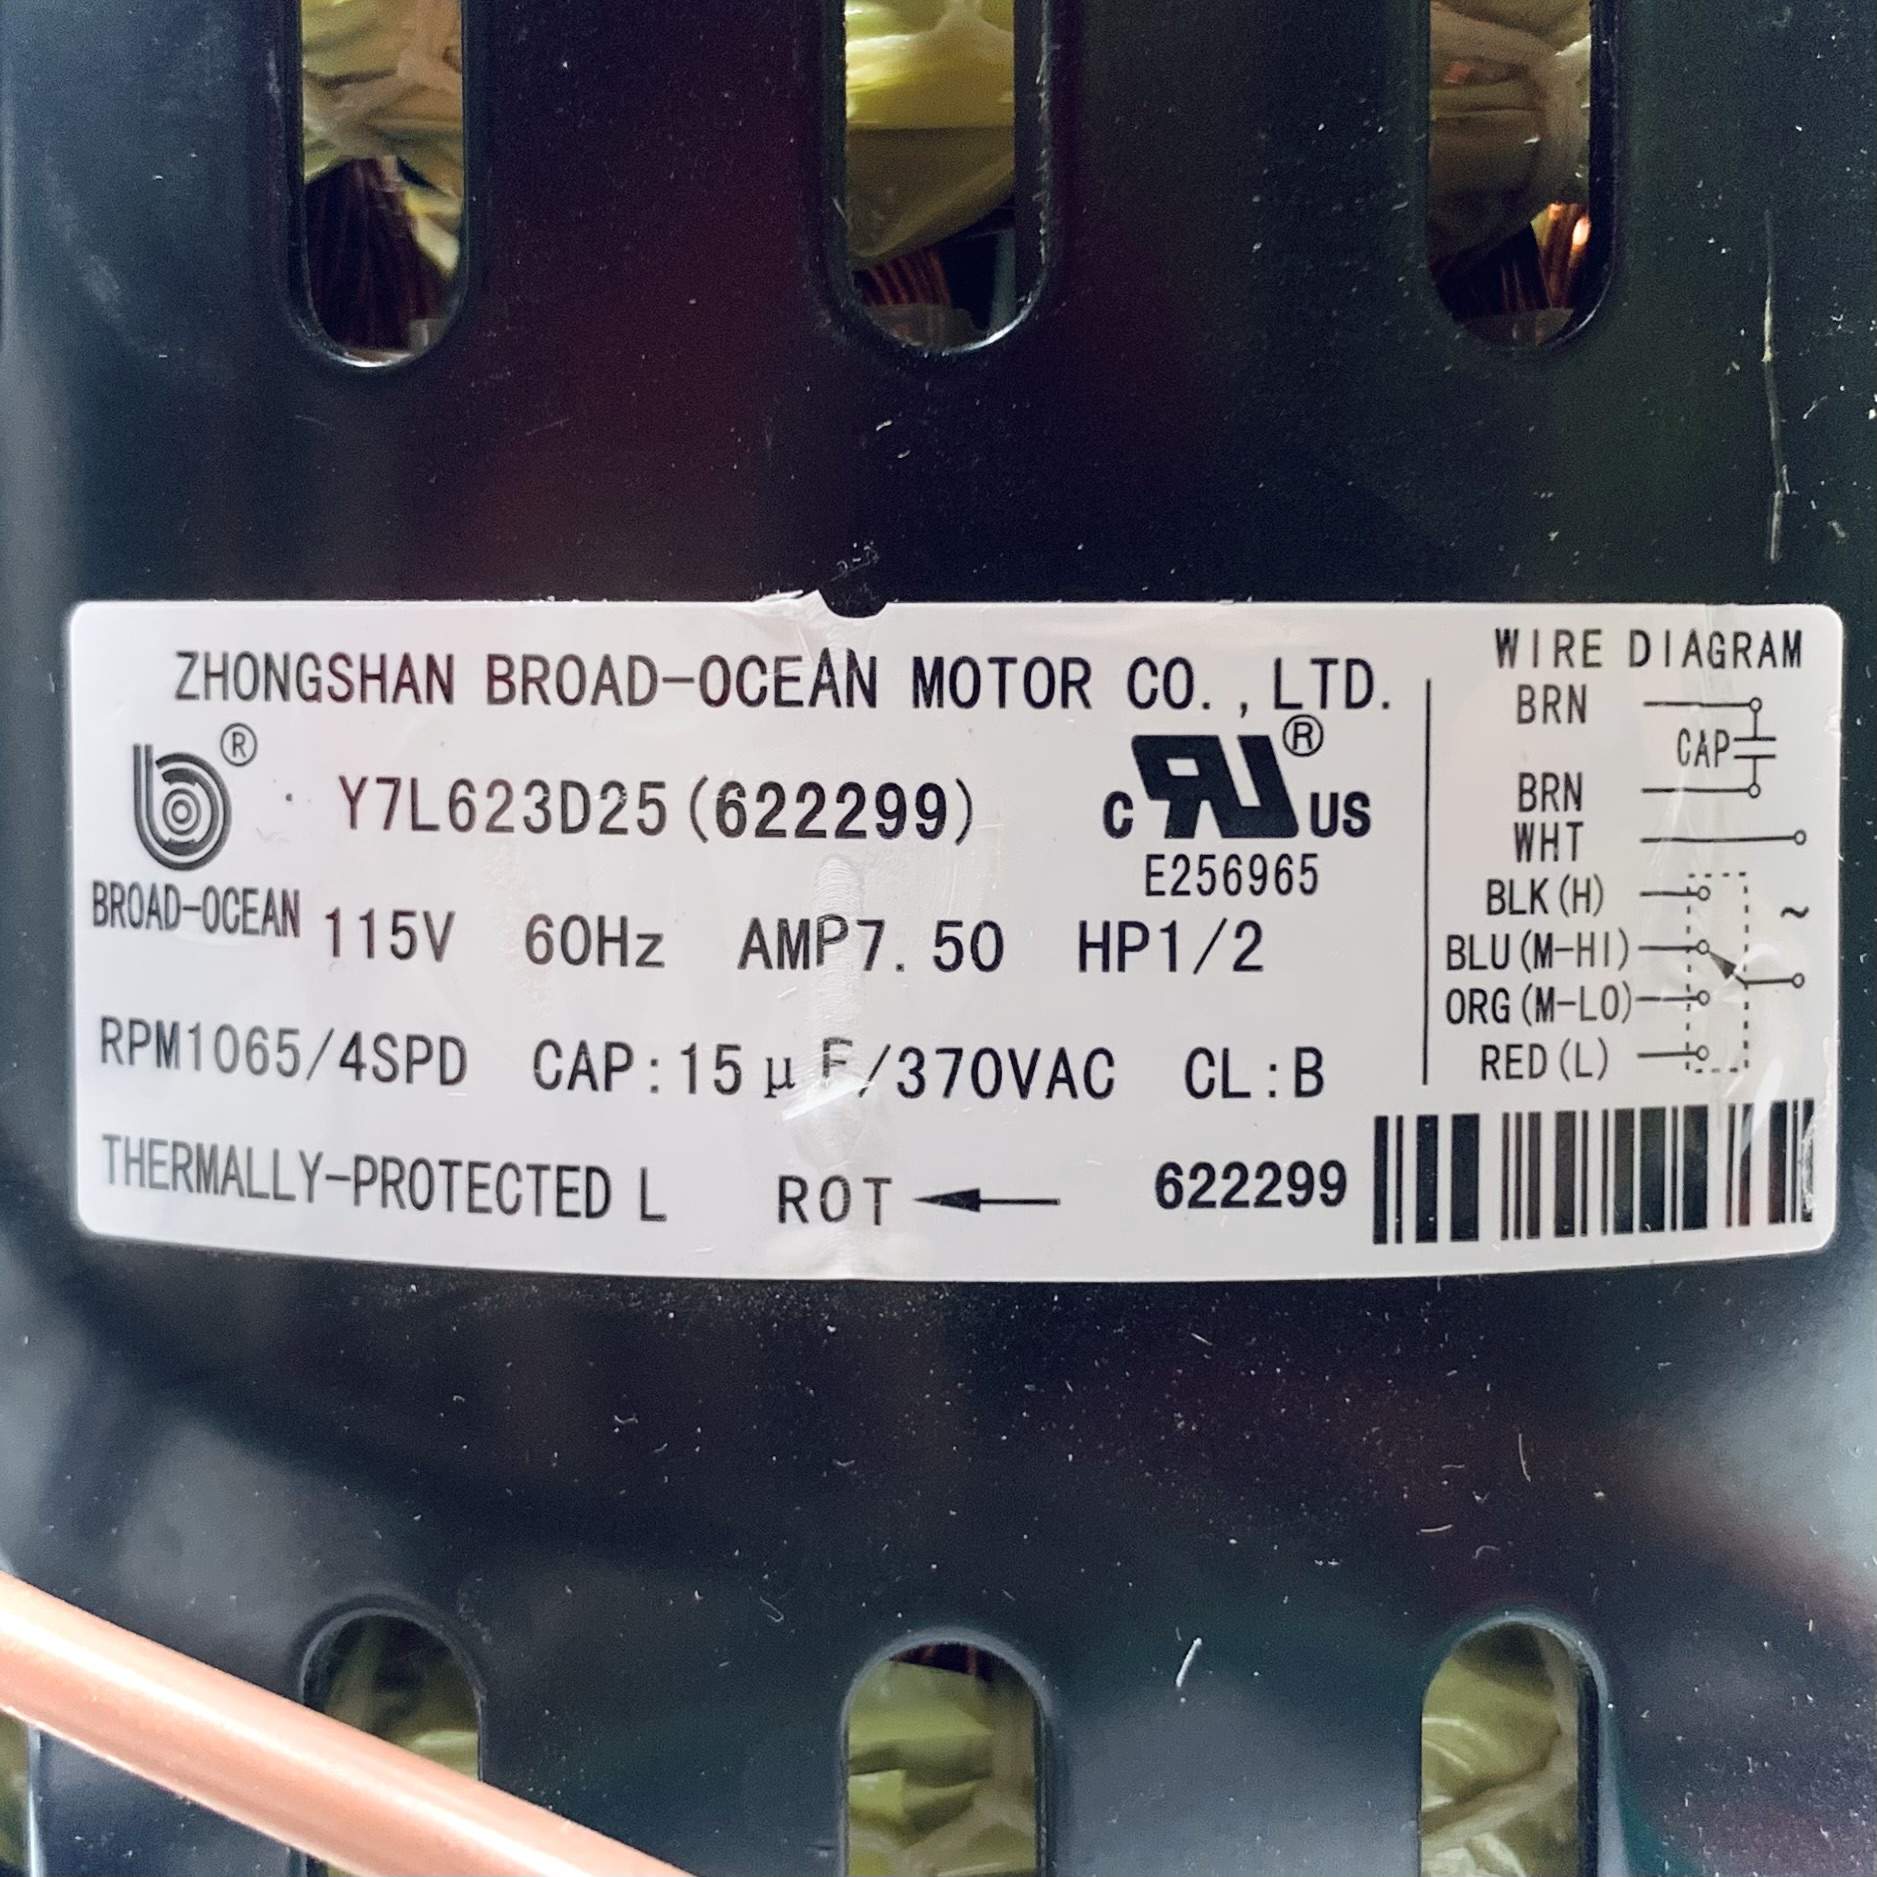 ZHONGSHAN BROAD-OCEAN MOTOR CO., LTD.
®
BROAD-OCEAN
Y7L623D25(622299)
c RU® US
E256965
115V 60Hz AMP7.50 HP1/2
RPM1065/4SPD CAP:15μF/370VAC CL:B
THERMALLY-PROTECTED L ROT 622299
WIRE DIAGRAM
BRN
CAP
BRN
WHT
BLK(H)
~
BLU(M-HI)
ORG(M-LO)
RED(L)